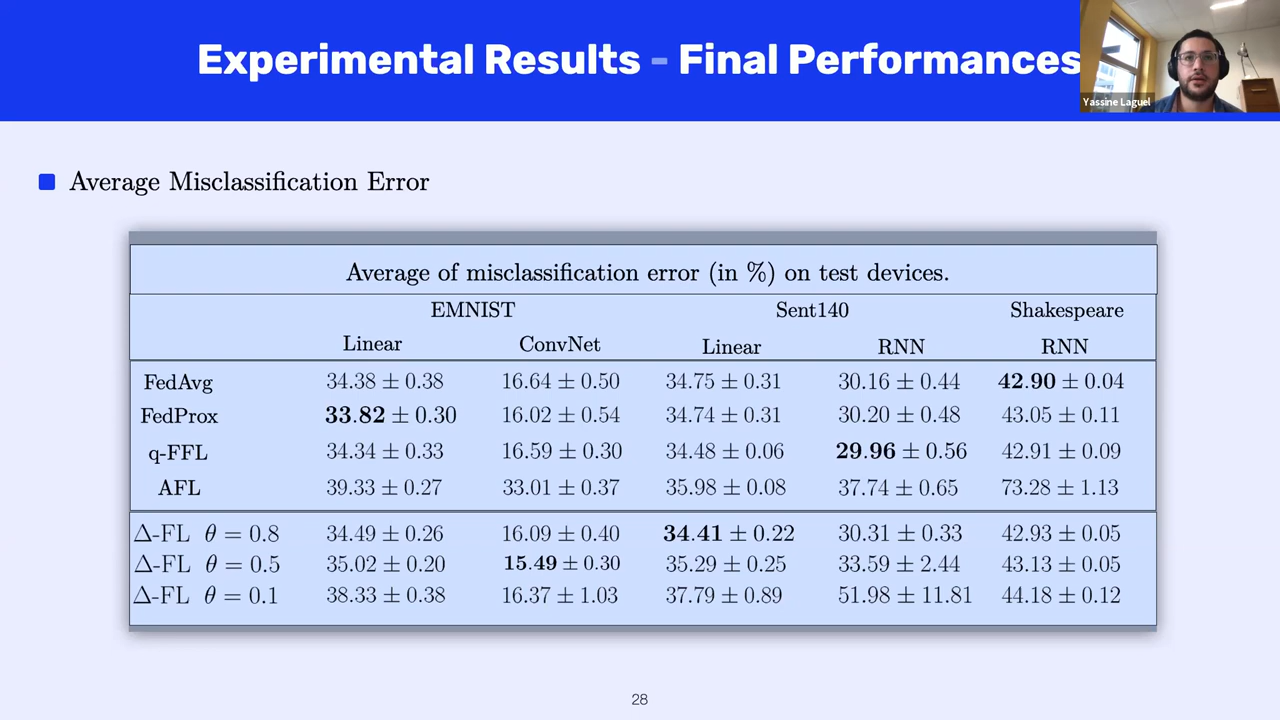 Experimental Results - Final Performances
Yassine Laguel
Average Misclassification Error
Average of misclassification error (in %) on test devices.
EMNIST Sent140 Shakespeare
Linear ConvNet Linear RNN RNN
FedAvg 34.38 ± 0.38 16.64 ± 0.50 34.75 ± 0.31 30.16 ± 0.44 42.90 ± 0.04
FedProx 33.82 ± 0.30 16.02 ± 0.54 34.74 ± 0.31 30.20 ± 0.48 43.05 ± 0.11
q-FFL 34.34 ± 0.33 16.59 ± 0.30 34.48 ± 0.06 29.96 ± 0.56 42.91 ± 0.09
AFL 39.33 ± 0.27 33.01 ± 0.37 35.98 ± 0.08 37.74 ± 0.65 73.28 ± 1.13
Δ-FL θ = 0.8 34.49 ± 0.26 16.09 ± 0.40 34.41 ± 0.22 30.31 ± 0.33 42.93 ± 0.05
Δ-FL θ = 0.5 35.02 ± 0.20 15.49 ± 0.30 35.29 ± 0.25 33.59 ± 2.44 43.13 ± 0.05
Δ-FL θ = 0.1 38.33 ± 0.38 16.37 ± 1.03 37.79 ± 0.89 51.98 ± 11.81 44.18 ± 0.12
28